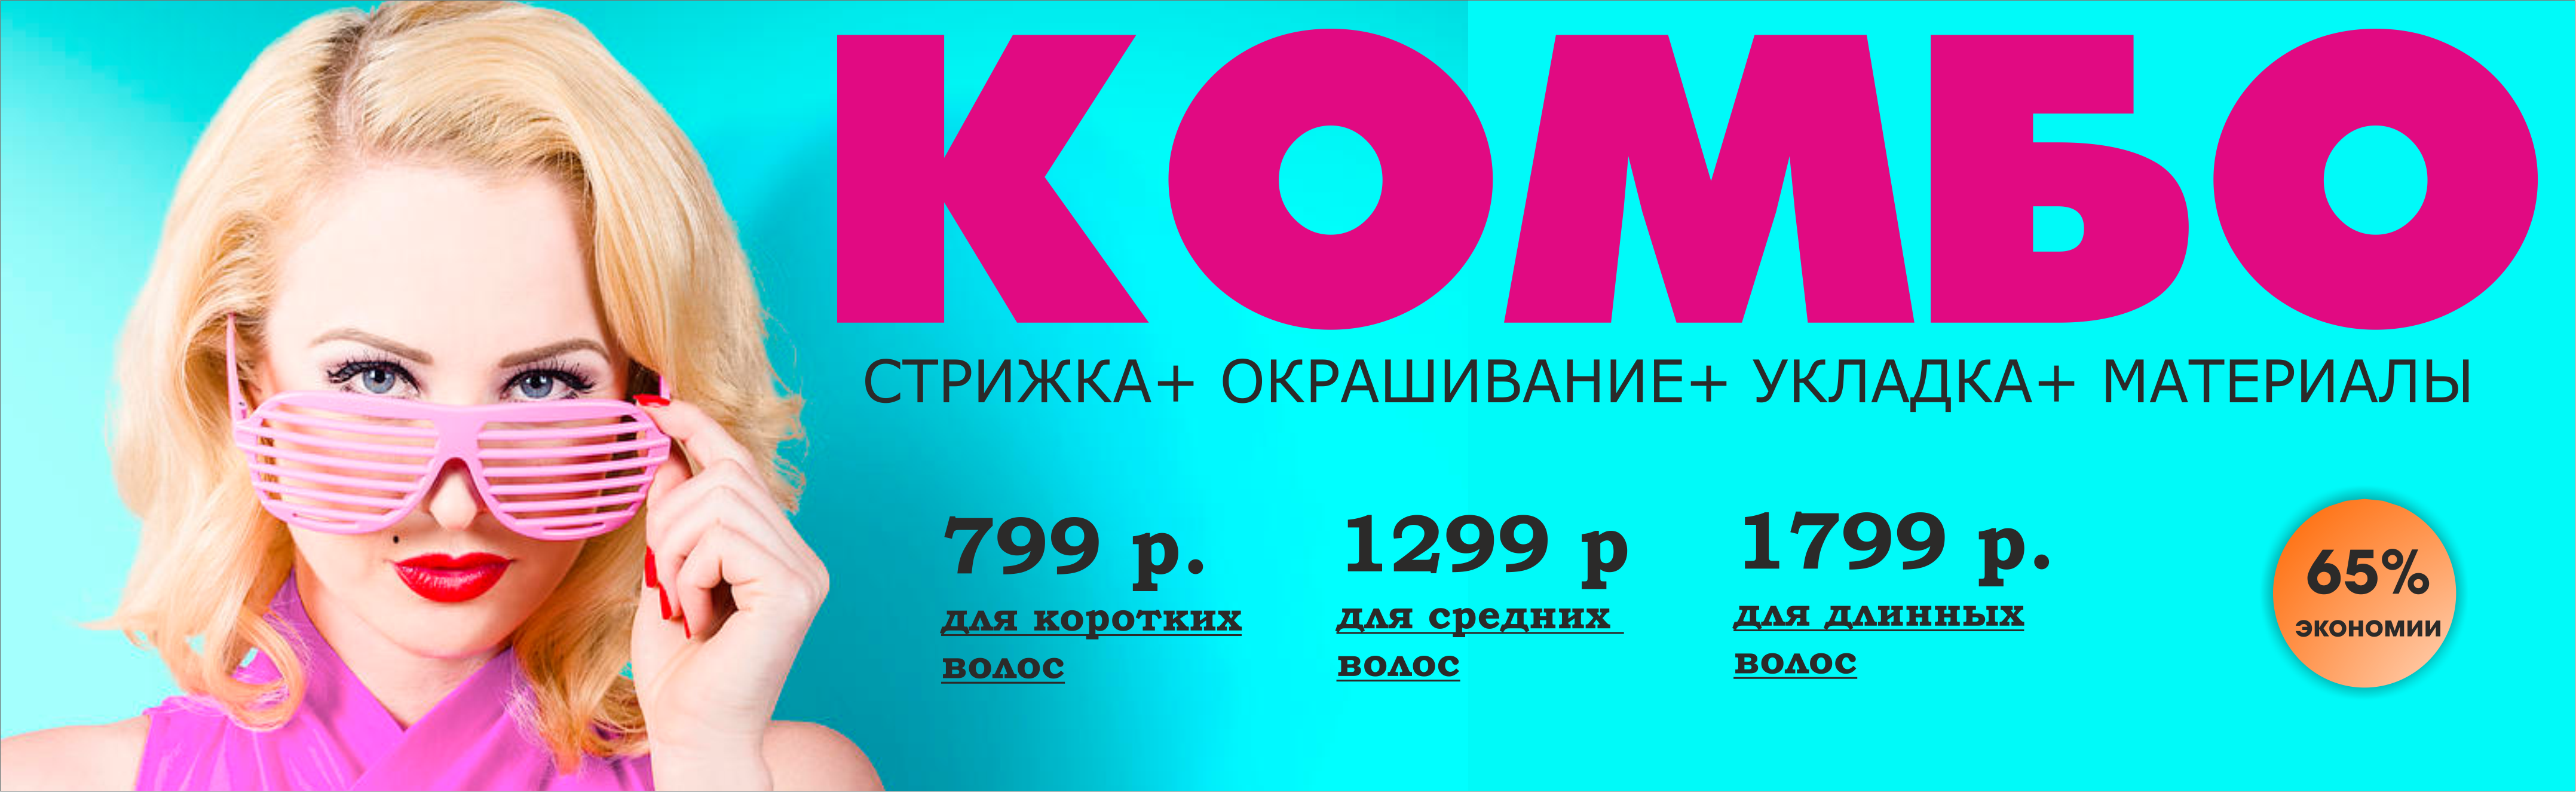 КОМБО
СТРИЖКА+ ОКРАШИВАНИЕ+ УКЛАДКА+ МАТЕРИАЛЫ
799 р.
для коротких
волос
1299 р
для средних
волос
1799 р.
для длинных
волос
65%
экономии